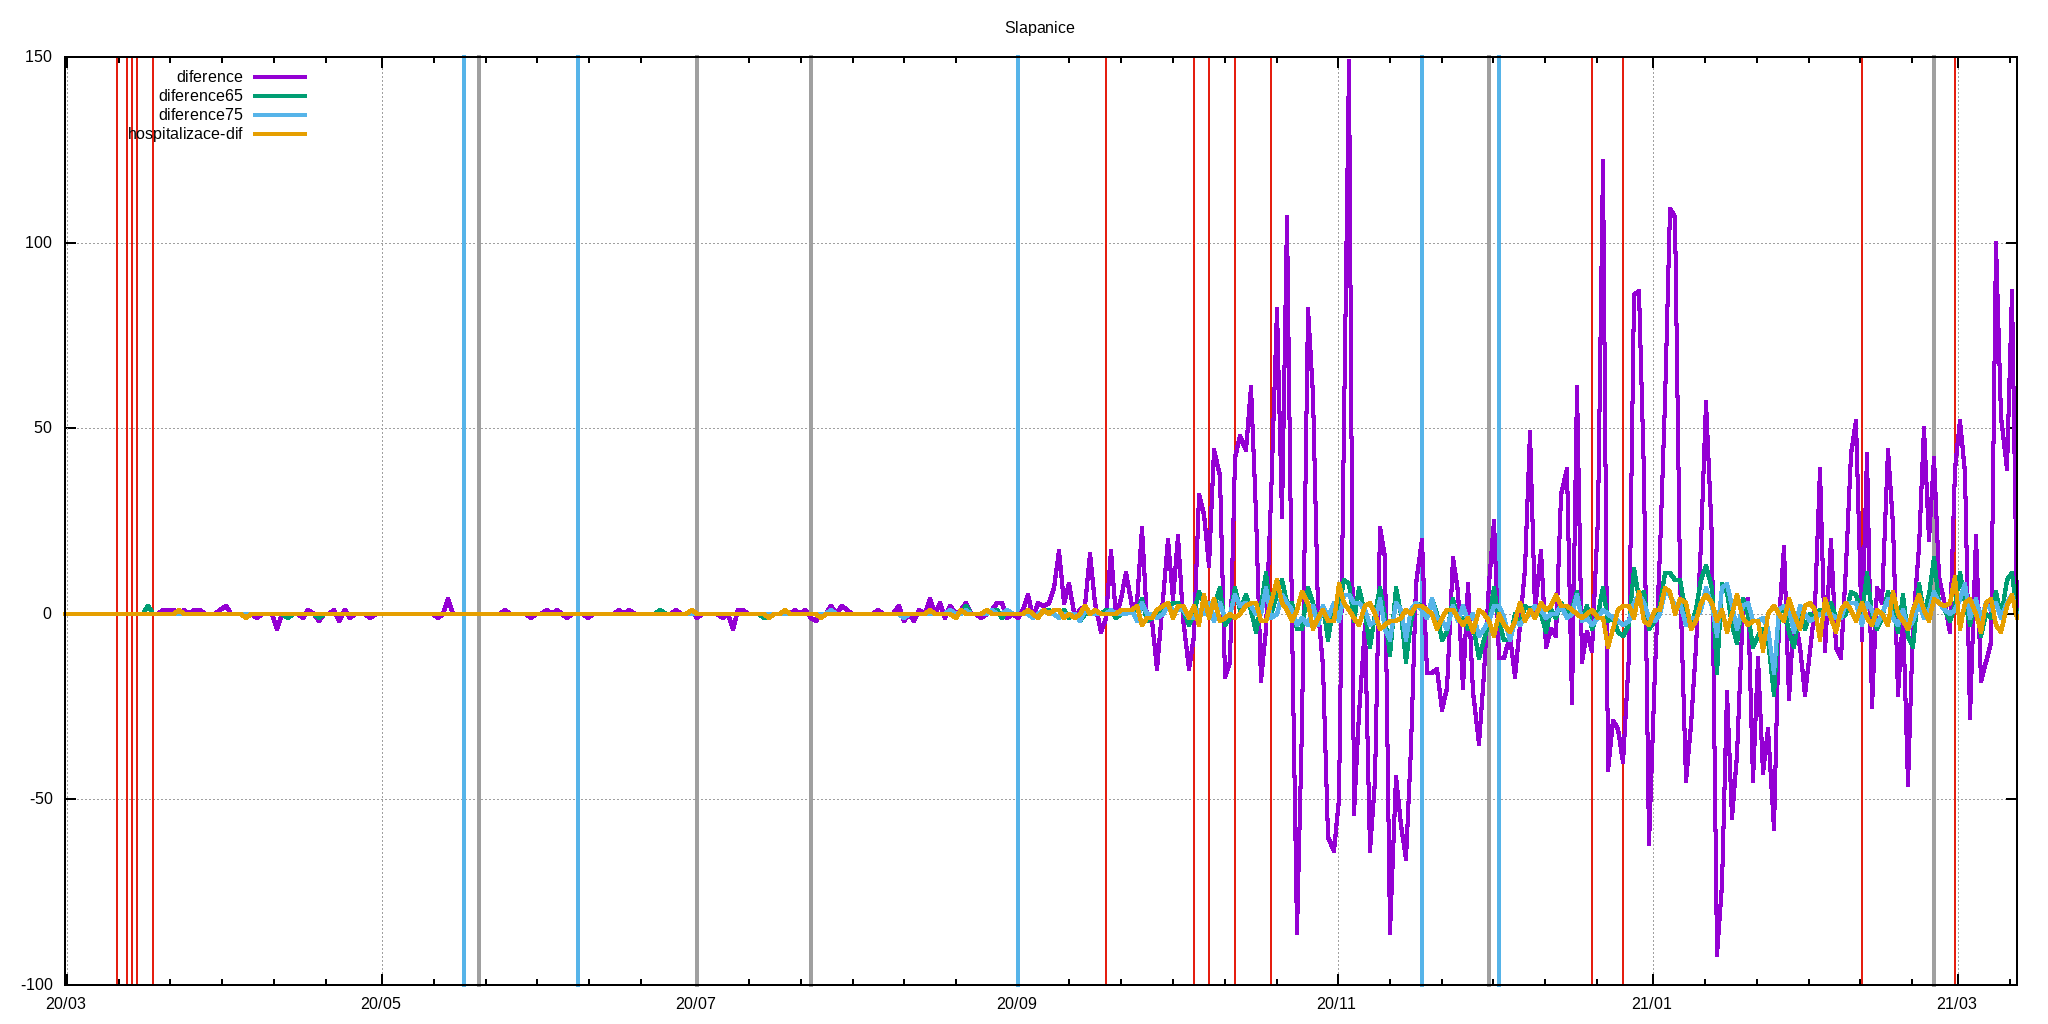 Slapanice
150
diference
diference65
diference75
hospitalizace-dif
100
50
0
-50
-100
20/03 20/05 20/07 20/09 20/11 21/01 21/03